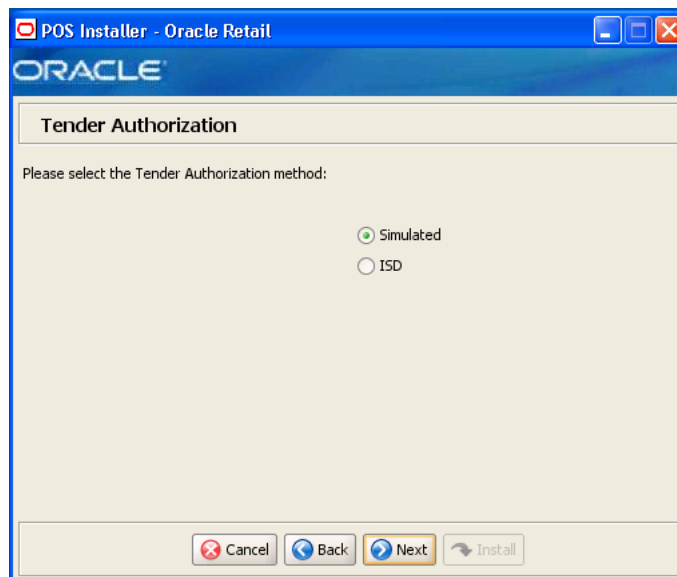 POS Installer - Oracle Retail
ORACLE
Tender Authorization
Please select the Tender Authorization method:
Simulated
ISD
Cancel
Back
Next
Install